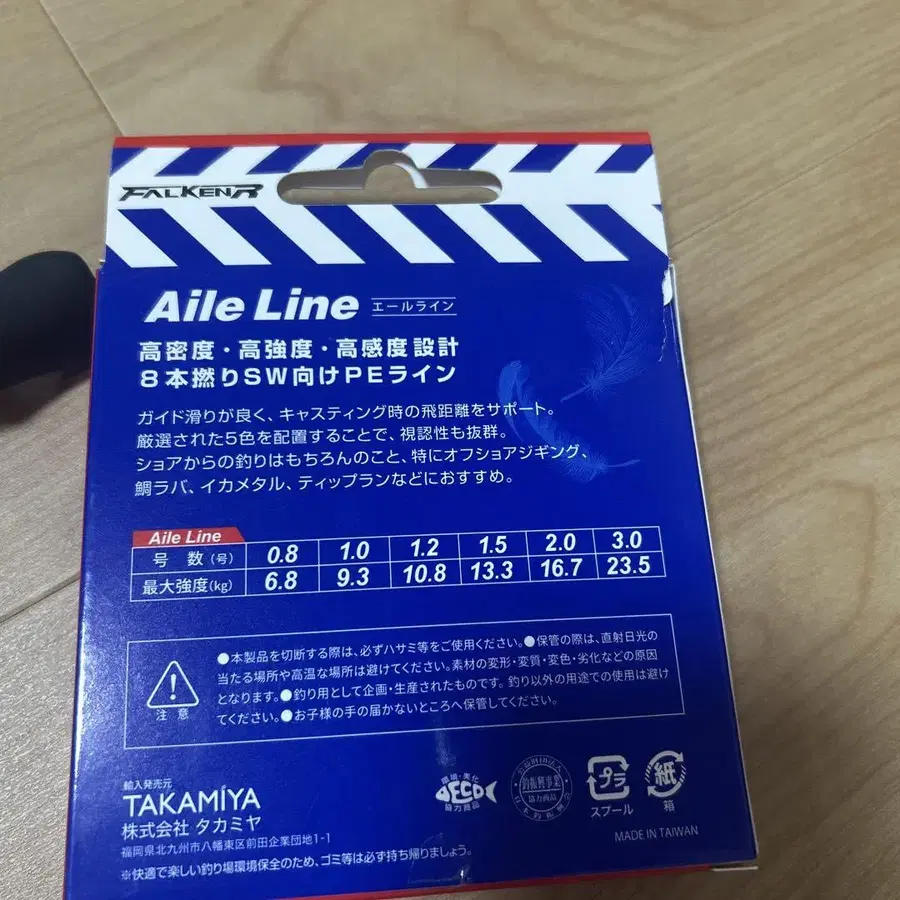 FALKEN R
Aile Line エールライン
高密度・高強度・高感度設計
8本撚りSW向けPEライン
ガイド滑りが良く、キャスティング時の飛距離をサポート。
厳選された5色を配置することで、視認性も抜群。
ショアからの釣りはもちろんのこと、特にオフショアジギング、
鯛ラバ、イカメタル、ティップランなどにおすすめ。
Aile Line
号 数(号) 0.8 1.0 1.2 1.5 2.0 3.0
最大強度(kg) 6.8 9.3 10.8 13.3 16.7 23.5
●本製品を切断する際は、必ずハサミ等をご使用ください。●保管の際は、直射日光の
当たる場所や高温な場所は避けてください。素材の変形・変質・変色・劣化などの原因
となります。●釣り用として企画・生産されたものです。釣り以外の用途での使用は避け
てください。●お子様の手の届かないところへ保管してください。
注意
輸入発売元
TAKAMIYA
株式会社 タカミヤ
福岡県北九州市八幡東区前田企業団地1-1
※快適で楽しい釣り場環境保全のため、ゴミ等は必ず持ち帰りましょう。
環境・美化
ECO
協力商品
釣振興事業
協力商品
プラ
スプール
紙
箱
MADE IN TAIWAN